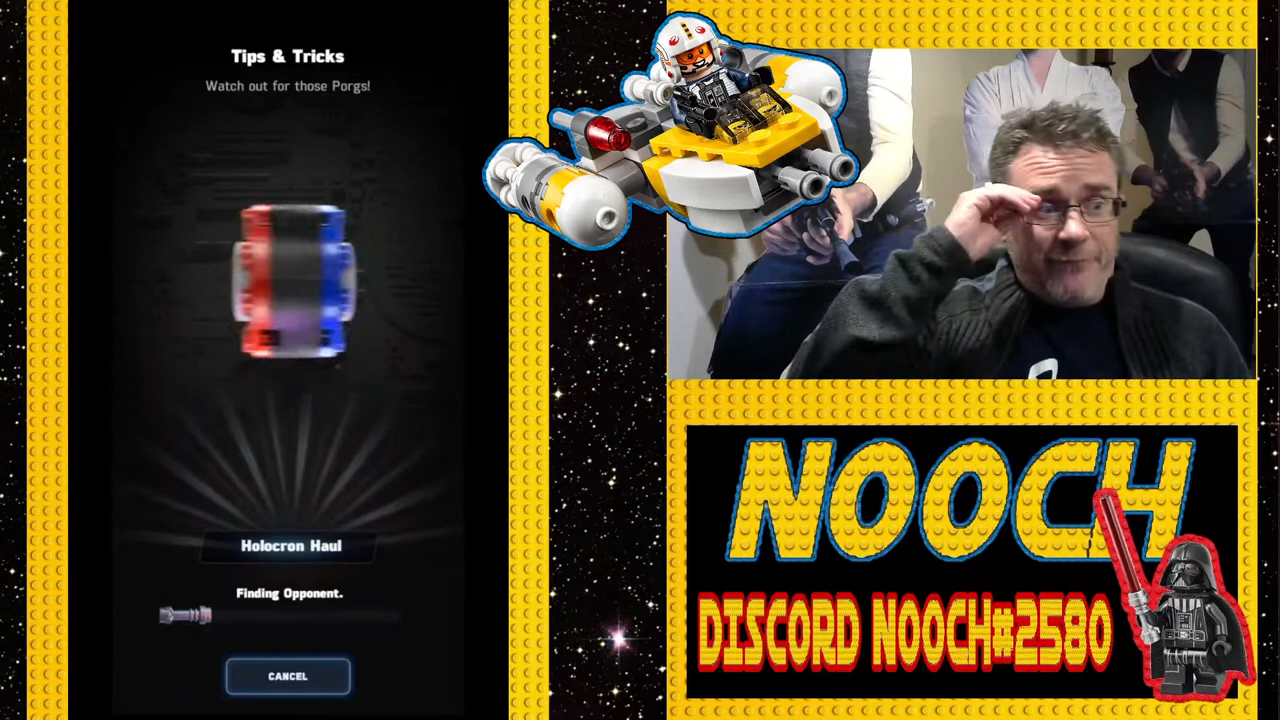 Tips & Tricks
Watch out for those Porgs!
Holocron Haul
Finding Opponent.
CANCEL
NOOCH
DISCORD NOOCH#2580